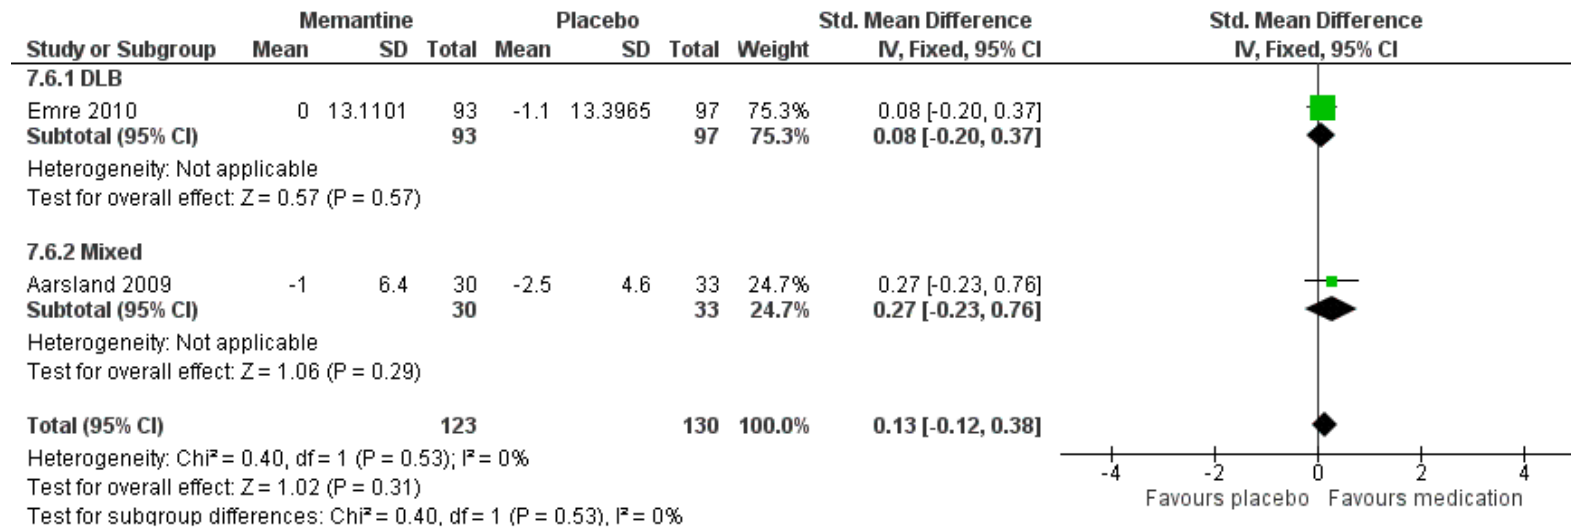 Memantine Placebo Std. Mean Difference Std. Mean Difference
Study or Subgroup Mean SD Total Mean SD Total Weight IV, Fixed, 95% CI IV, Fixed, 95% CI
7.6.1 DLB
Emre 2010 0 13.1101 93 -1.1 13.3965 97 75.3% 0.08 [-0.20, 0.37]
Subtotal (95% CI) 93 97 75.3% 0.08 [-0.20, 0.37]
Heterogeneity: Not applicable
Test for overall effect: Z = 0.57 (P = 0.57)
7.6.2 Mixed
Aarsland 2009 -1 6.4 30 -2.5 4.6 33 24.7% 0.27 [-0.23, 0.76]
Subtotal (95% CI) 30 33 24.7% 0.27 [-0.23, 0.76]
Heterogeneity: Not applicable
Test for overall effect: Z = 1.06 (P = 0.29)
Total (95% CI) 123 130 100.0% 0.13 [-0.12, 0.38]
Heterogeneity: Chi² = 0.40, df = 1 (P = 0.53); I² = 0%
Test for overall effect: Z = 1.02 (P = 0.31)
Test for subgroup differences: Chi² = 0.40, df = 1 (P = 0.53), I² = 0%
-4 -2 0 2 4
Favours placebo Favours medication